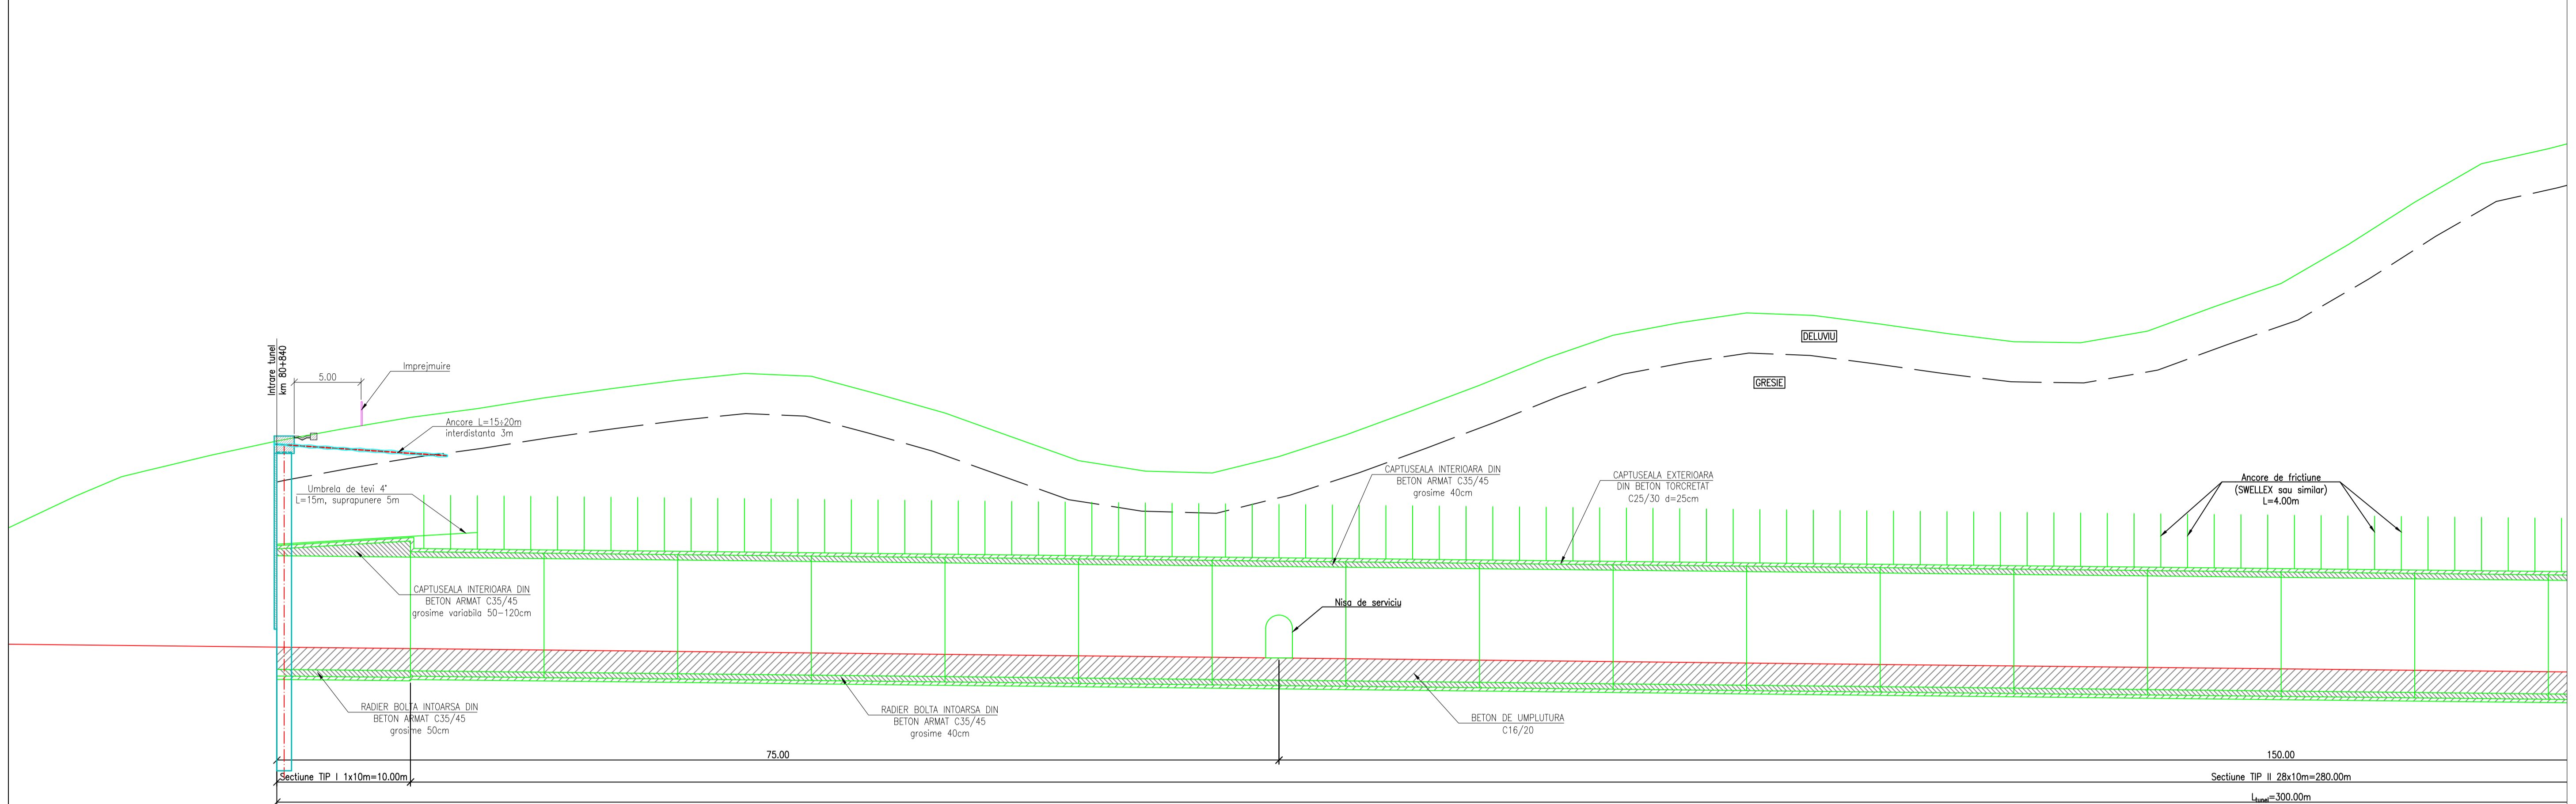 DELUVIU
GRESIE
Intrare tunel
km 80+840
5.00
Imprejmuire
Ancore L=15÷20m
interdistanta 3m
Umbrela de tevi 4"
L=15m, suprapunere 5m
CAPTUSEALA INTERIOARA DIN
BETON ARMAT C35/45
grosime 40cm
CAPTUSEALA EXTERIOARA
DIN BETON TORCRETAT
C25/30 d=25cm
Ancore de frictiune
(SWELLEX sau similar)
L=4.00m
CAPTUSEALA INTERIOARA DIN
BETON ARMAT C35/45
grosime variabila 50-120cm
Nisa de serviciu
RADIER BOLTA INTOARSA DIN
BETON ARMAT C35/45
grosime 50cm
RADIER BOLTA INTOARSA DIN
BETON ARMAT C35/45
grosime 40cm
BETON DE UMPLUTURA
C16/20
75.00
150.00
Sectiune TIP I 1x10m=10.00m
Sectiune TIP II 28x10m=280.00m
Ltunel=300.00m